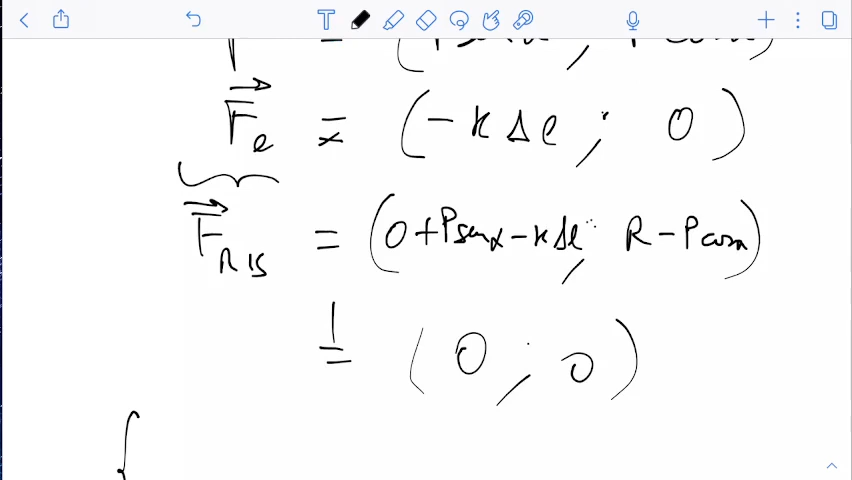 F⃗e = (−kΔl ; 0)
F⃗RIS = (0+Psenα−kΔl ; R−Pcosα)
! = (0 ; 0)
{